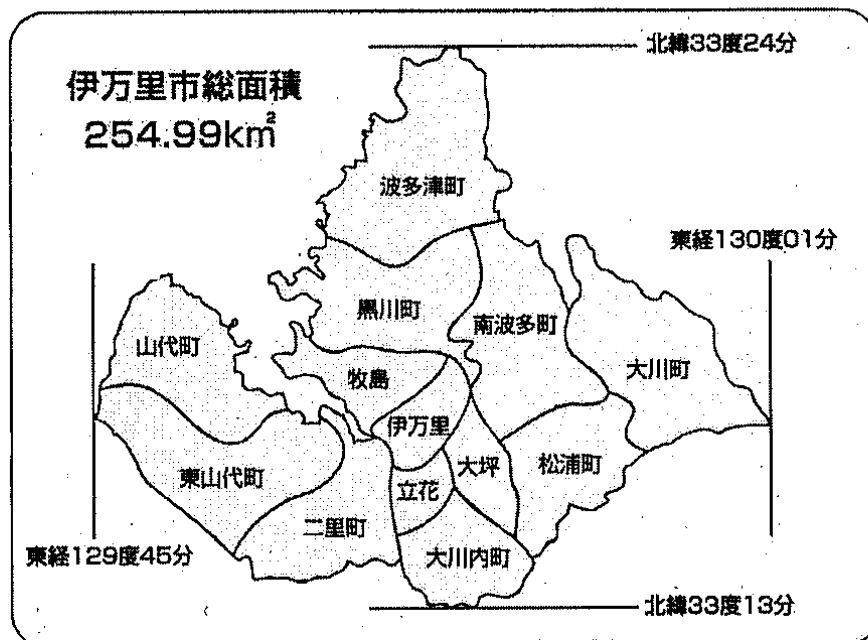 北緯33度24分
伊万里市総面積
254.99km²
波多津町
東経130度01分
黒川町
南波多町
山代町
牧島
大川町
伊万里
東山代町
大坪
松浦町
立花
二里町
東経129度45分
大川内町
北緯33度13分